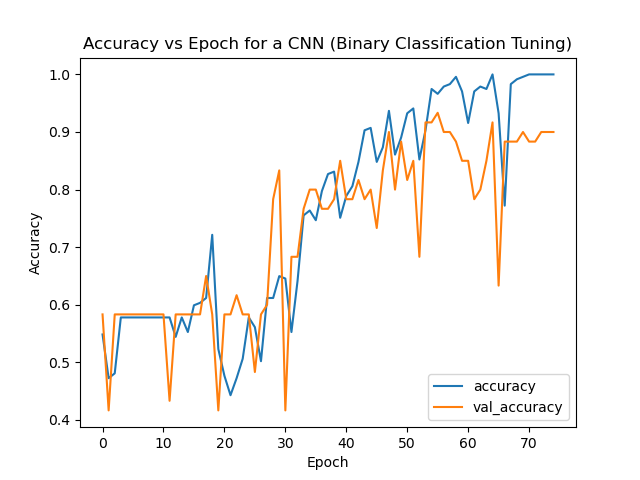 Accuracy vs Epoch for a CNN (Binary Classification Tuning)
1.0
0.9
0.8
0.7
0.6
0.5
0.4
Accuracy
accuracy
val_accuracy
0 10 20 30 40 50 60 70
Epoch